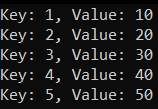 Key: 1, Value: 10
Key: 2, Value: 20
Key: 3, Value: 30
Key: 4, Value: 40
Key: 5, Value: 50